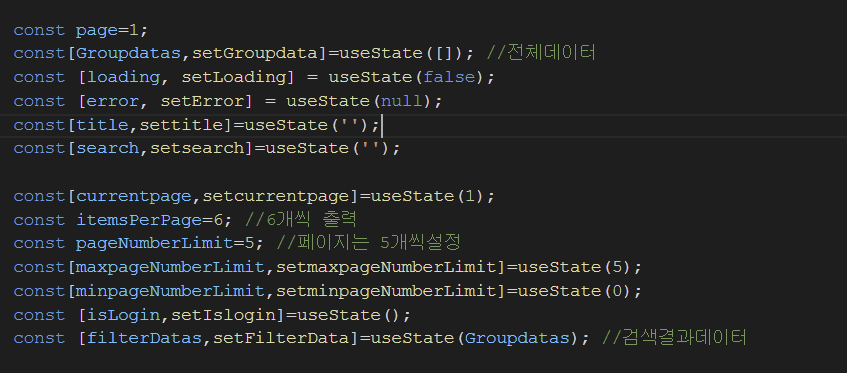 const page=1;
const[Groupdatas,setGroupdata]=useState([]); //전체데이터
const [loading, setLoading] = useState(false);
const [error, setError] = useState(null);
const[title,settitle]=useState('');
const[search,setsearch]=useState('');
const[currentpage,setcurrentpage]=useState(1);
const itemsPerPage=6; //6개씩 출력
const pageNumberLimit=5; //페이지는 5개씩설정
const[maxpageNumberLimit,setmaxpageNumberLimit]=useState(5);
const[minpageNumberLimit,setminpageNumberLimit]=useState(0);
const [isLogin,setIslogin]=useState();
const [filterDatas,setFilterData]=useState(Groupdatas); //검색결과데이터